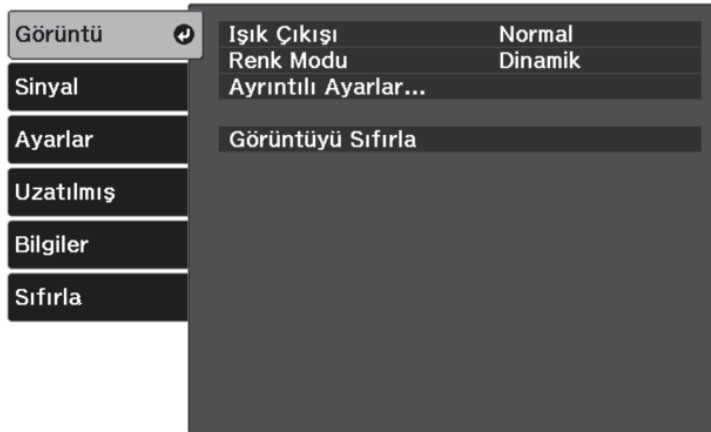 Görüntü
Sinyal
Ayarlar
Uzatılmış
Bilgiler
Sıfırla
Işık Çıkışı Normal
Renk Modu Dinamik
Ayrıntılı Ayarlar...
Görüntüyü Sıfırla